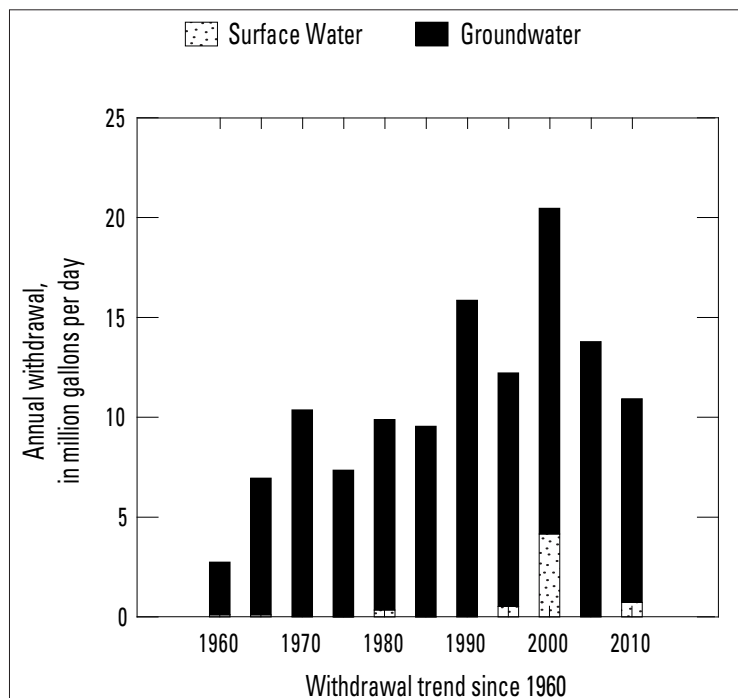 Surface Water Groundwater
25
20
15
10
5
0
Annual withdrawal,
in million gallons per day
1960 1970 1980 1990 2000 2010
Withdrawal trend since 1960